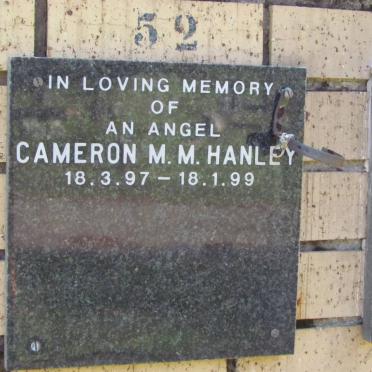 52
IN LOVING MEMORY
OF
AN ANGEL
CAMERON M. M. HANLEY
18.3.97 – 18.1.99